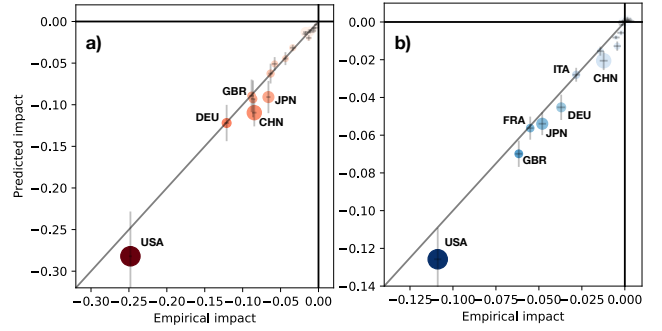 a)
Predicted impact
0.00
−0.05
−0.10
−0.15
−0.20
−0.25
−0.30
GBR
JPN
CHN
DEU
USA
−0.30 −0.25 −0.20 −0.15 −0.10 −0.05 0.00
Empirical impact
b)
0.00
−0.02
−0.04
−0.06
−0.08
−0.10
−0.12
−0.14
ITA
CHN
DEU
FRA
JPN
GBR
USA
−0.125 −0.100 −0.075 −0.050 −0.025 0.000
Empirical impact